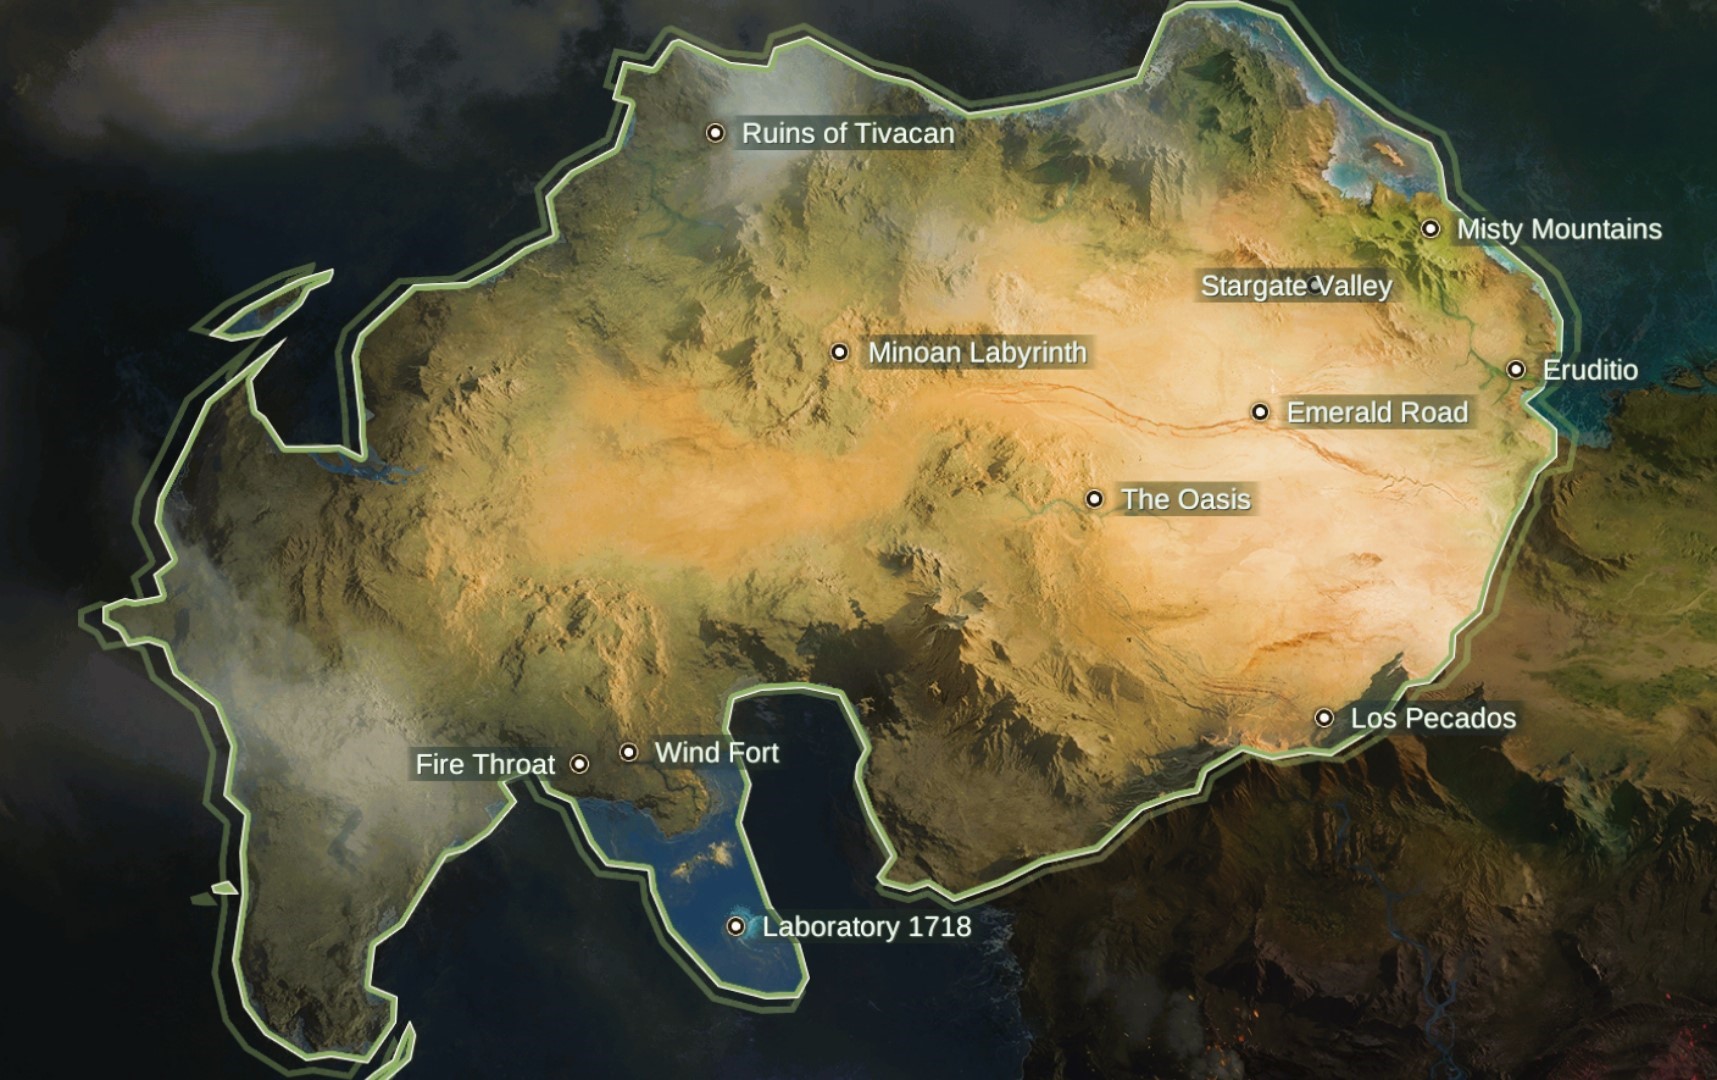 Ruins of Tivacan
Misty Mountains
Stargate Valley
Minoan Labyrinth
Eruditio
Emerald Road
The Oasis
Los Pecados
Wind Fort
Fire Throat
Laboratory 1718